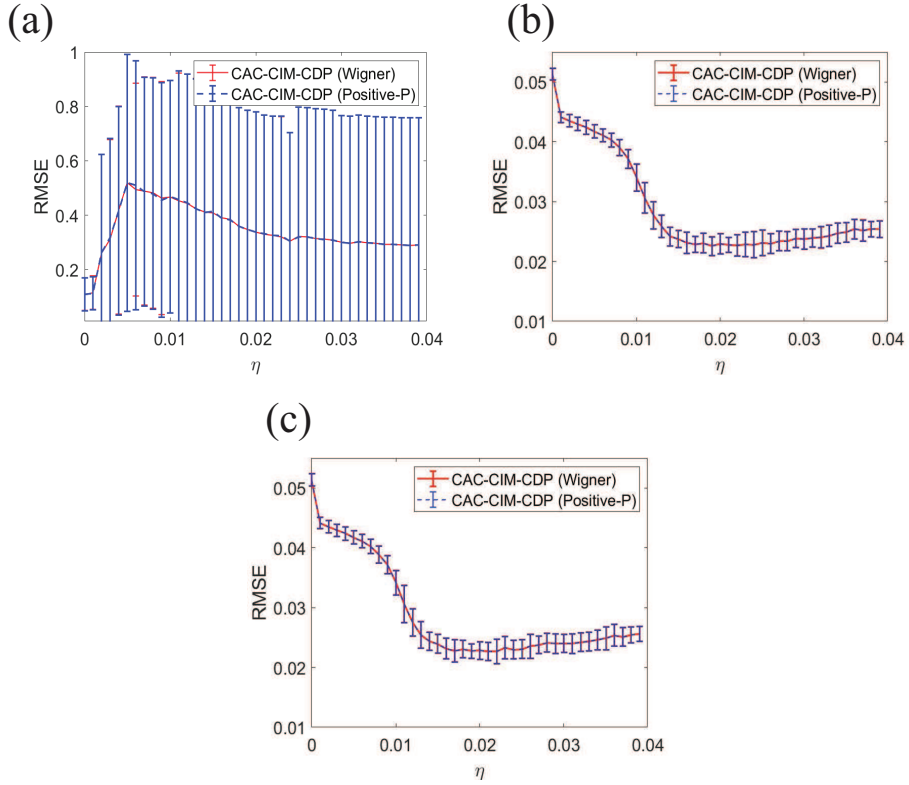 (a)
RMSE
1
0.8
0.6
0.4
0.2
0
0.01
0.02
0.03
0.04
η
CAC-CIM-CDP (Wigner)
CAC-CIM-CDP (Positive-P)
(b)
RMSE
0.05
0.04
0.03
0.02
0.01
0
0.01
0.02
0.03
0.04
η
CAC-CIM-CDP (Wigner)
CAC-CIM-CDP (Positive-P)
(c)
RMSE
0.05
0.04
0.03
0.02
0.01
0
0.01
0.02
0.03
0.04
η
CAC-CIM-CDP (Wigner)
CAC-CIM-CDP (Positive-P)